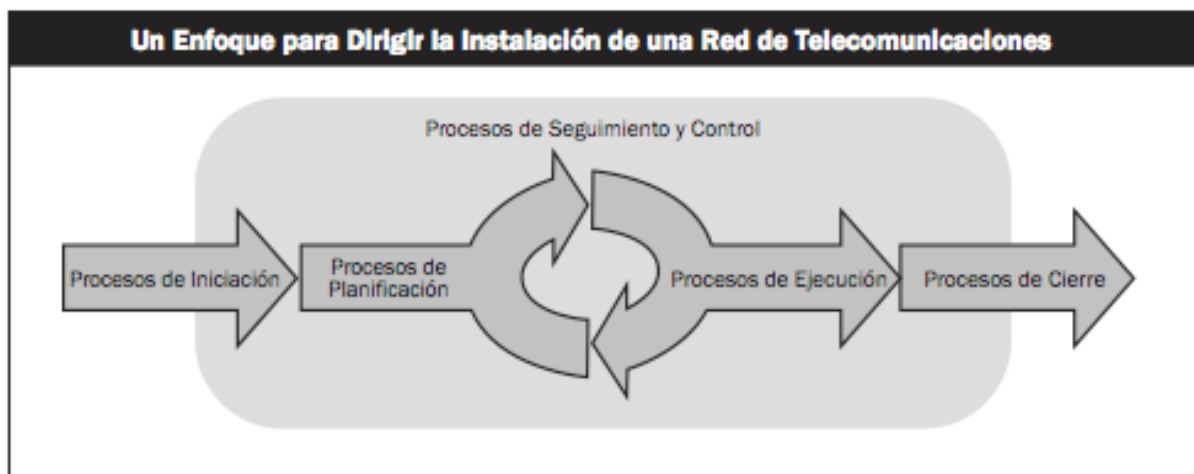 Un Enfoque para Dirigir la Instalación de una Red de Telecomunicaciones
Procesos de Seguimiento y Control
Procesos de Iniciación
Procesos de
Planificación
Procesos de Ejecución
Procesos de Cierre